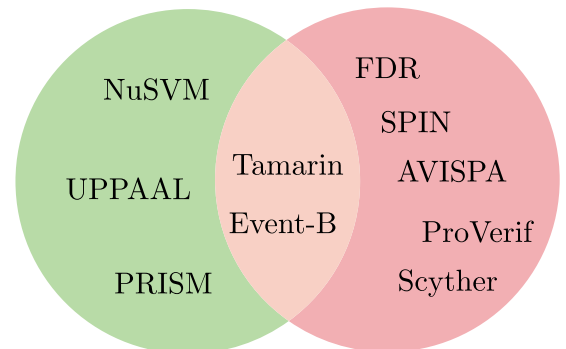 NuSVM
UPPAAL
PRISM
Tamarin
Event-B
FDR
SPIN
AVISPA
ProVerif
Scyther